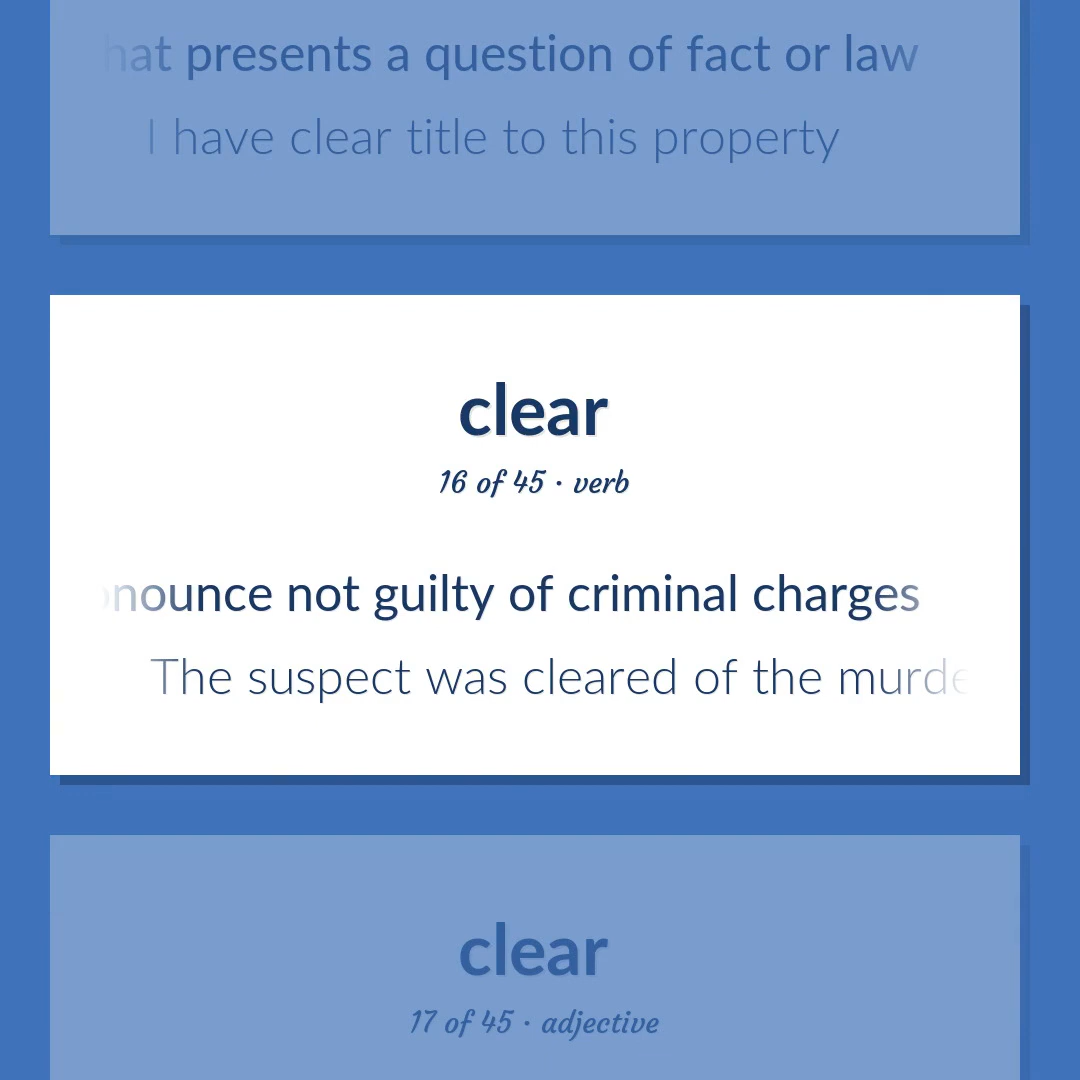 presents a question of fact or law
I have clear title to this property
clear
16 of 45 · verb
not guilty of criminal charges
The suspect was cleared of the
clear
17 of 45 · adjective